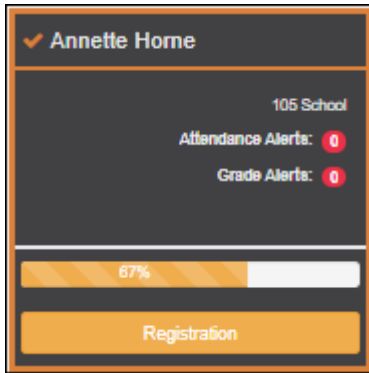 Annette Horne
105 School
Attendance Alerts: 0
Grade Alerts: 0
67%
Registration